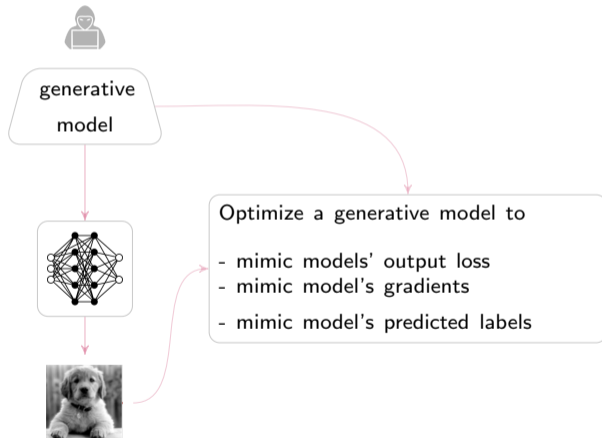 generative
model
Optimize a generative model to
- mimic models' output loss
- mimic model's gradients
- mimic model's predicted labels